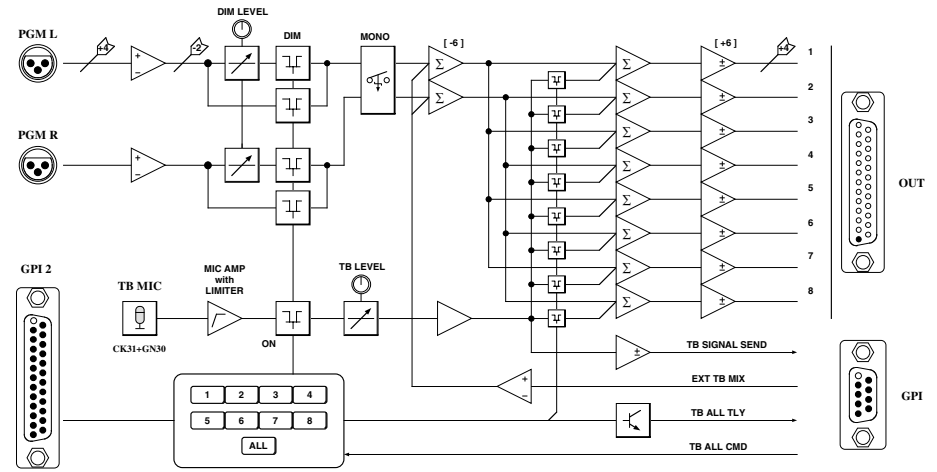 DIM LEVEL
PGM L
DIM
MONO
[ -6 ]
[ +6 ]
+4
-2
+4
1
+
−
Σ
Σ
±
2
Σ
Σ
±
3
Σ
±
PGM R
+
−
4
Σ
±
5
Σ
±
OUT
6
Σ
±
7
Σ
±
8
Σ
±
GPI 2
TB MIC
MIC AMP
with
LIMITER
TB LEVEL
CK31+GN30
ON
±
TB SIGNAL SEND
+
−
EXT TB MIX
GPI
1 2 3 4
5 6 7 8
ALL
TB ALL TLY
TB ALL CMD